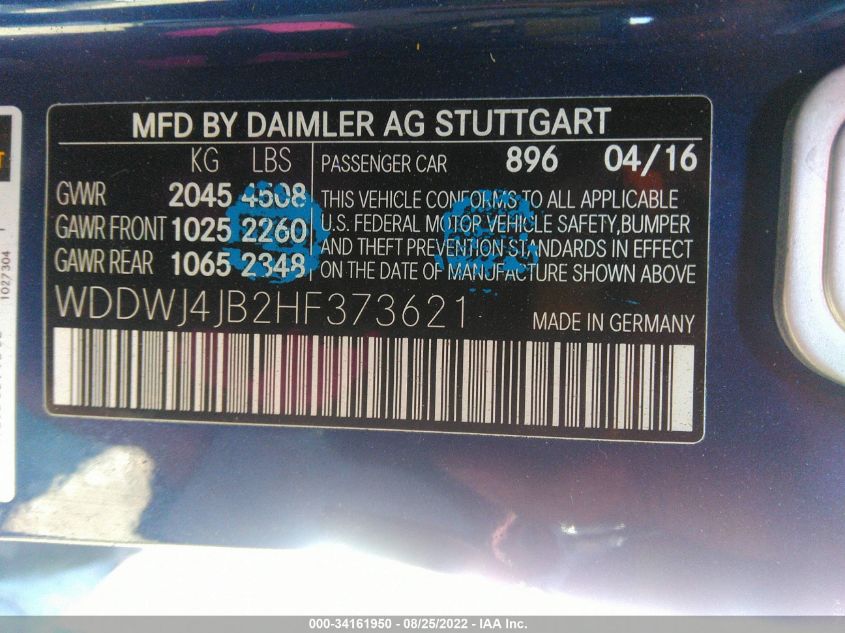 MFD BY DAIMLER AG STUTTGART
KG LBS PASSENGER CAR 896 04/16
GVWR 2045 4508
GAWR FRONT 1025 2260
GAWR REAR 1065 2348
THIS VEHICLE CONFORMS TO ALL APPLICABLE
U.S. FEDERAL MOTOR VEHICLE SAFETY, BUMPER
AND THEFT PREVENTION STANDARDS IN EFFECT
ON THE DATE OF MANUFACTURE SHOWN ABOVE
WDDWJ4JB2HF373621 MADE IN GERMANY
1027304
000-34161950 - 08/25/2022 - IAA Inc.